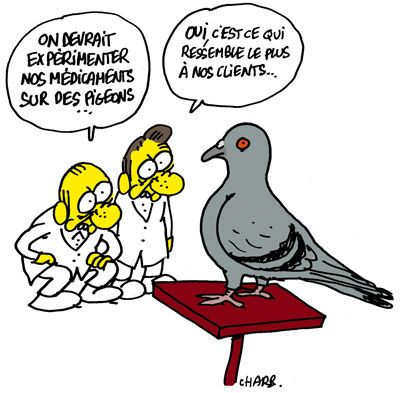 ON DEVRAIT
EXPÉRIMENTER
NOS MÉDICAMENTS
SUR DES PIGEONS
...
OUI, C'EST CE QUI
RESSEMBLE LE PLUS
À NOS CLIENTS...
CHARB.